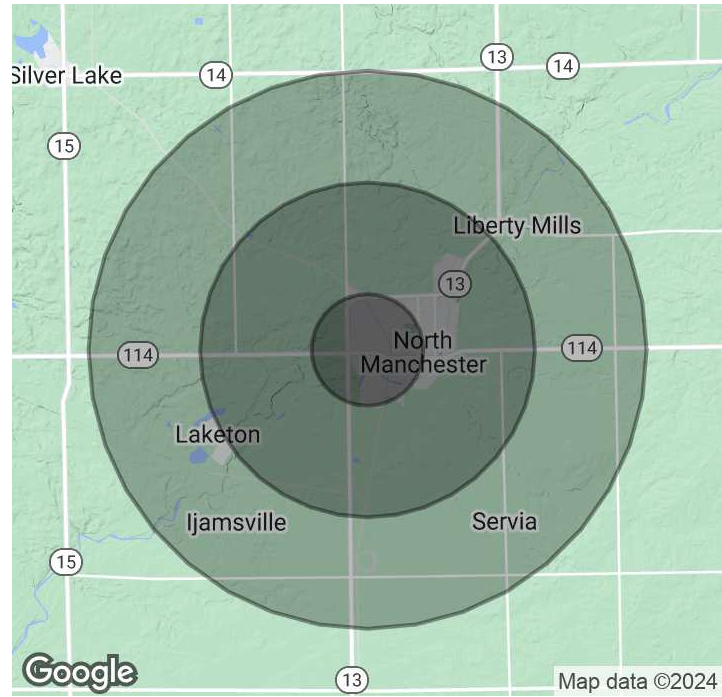 13
14
14
Silver Lake
15
Liberty Mills
13
North
Manchester
114
114
Laketon
Ijamsville
Servia
15
Google
13
Map data ©2024